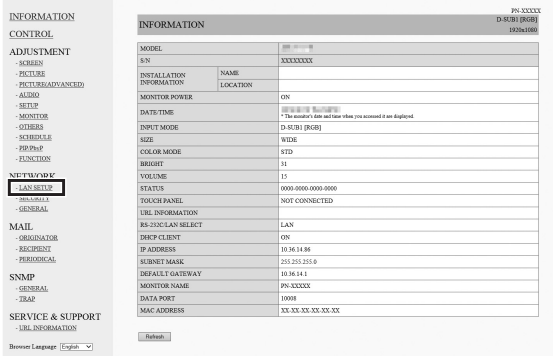 INFORMATION
CONTROL
ADJUSTMENT
- SCREEN
- PICTURE
- PICTURE(ADVANCED)
- AUDIO
- SETUP
- MONITOR
- OTHERS
- SCHEDULE
- PIP/PbyP
- FUNCTION
NETWORK
- LAN SETUP
- SECURITY
- GENERAL
MAIL
- ORIGINATOR
- RECIPIENT
- PERIODICAL
SNMP
- GENERAL
- TRAP
SERVICE & SUPPORT
- URL INFORMATION
Browser Language English
PN-XXXXX
INFORMATION
D-SUB1 [RGB]
1920x1080
MODEL
S/N XXXXXXXX
INSTALLATION INFORMATION NAME
LOCATION
MONITOR POWER ON
DATE/TIME
* The monitor's date and time when you accessed it are displayed.
INPUT MODE D-SUB1 [RGB]
SIZE WIDE
COLOR MODE STD
BRIGHT 31
VOLUME 15
STATUS 0000-0000-0000-0000
TOUCH PANEL NOT CONNECTED
URL INFORMATION
RS-232C/LAN SELECT LAN
DHCP CLIENT ON
IP ADDRESS 10.36.14.86
SUBNET MASK 255.255.255.0
DEFAULT GATEWAY 10.36.14.1
MONITOR NAME PN-XXXXX
DATA PORT 10008
MAC ADDRESS XX-XX-XX-XX-XX-XX
Refresh